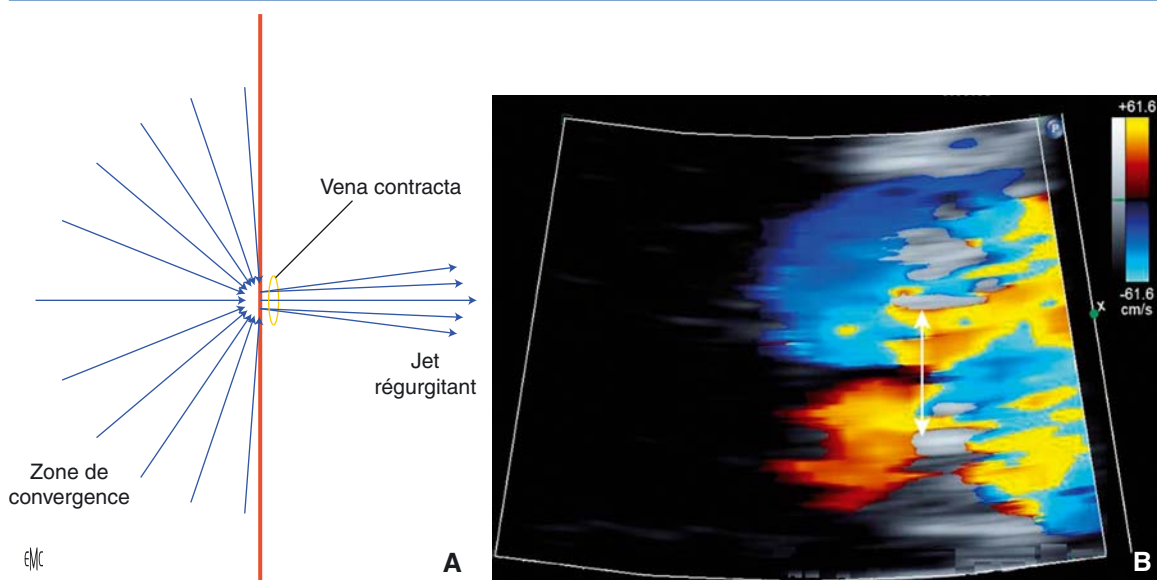 Vena contracta
Jet
régurgitant
Zone de
convergence
EMC
A
+61.6
P
-61.6
cm/s
x
B